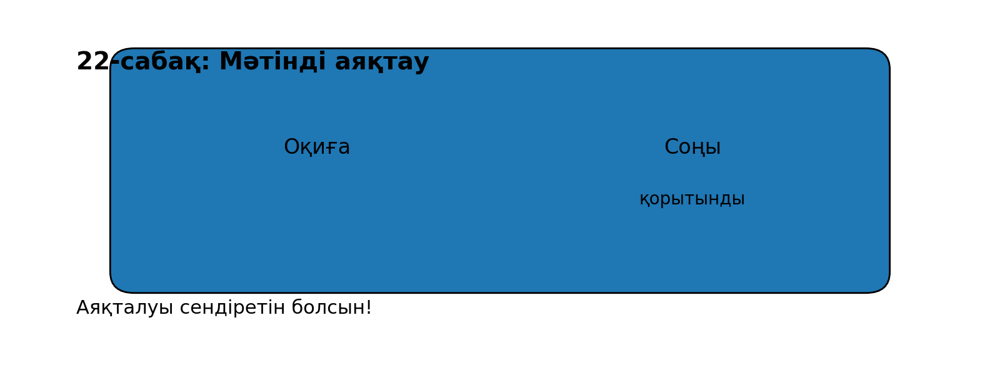 22-сабақ: Мәтінді аяқтау
Оқиға
Соңы
қорытынды
Аяқталуы сендіретін болсын!